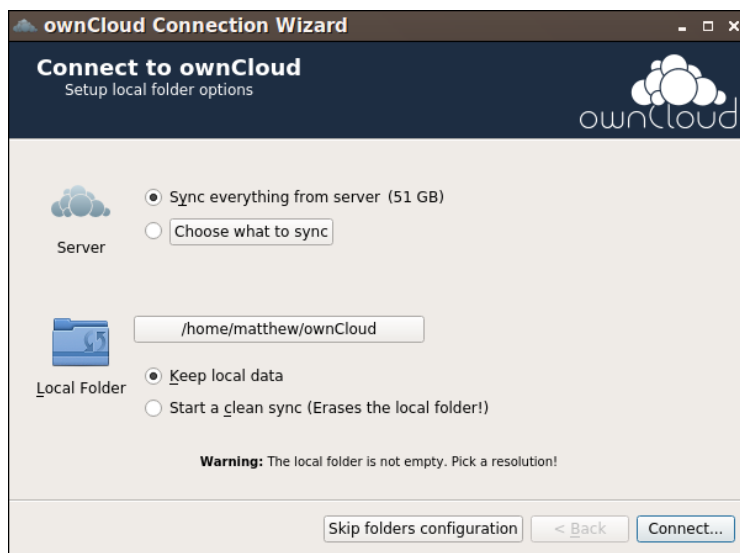 ownCloud Connection Wizard
Connect to ownCloud
Setup local folder options
ownCloud
Sync everything from server (51 GB)
Choose what to sync
Server
/home/matthew/ownCloud
Keep local data
Local Folder
Start a clean sync (Erases the local folder!)
Warning: The local folder is not empty. Pick a resolution!
Skip folders configuration
< Back
Connect...